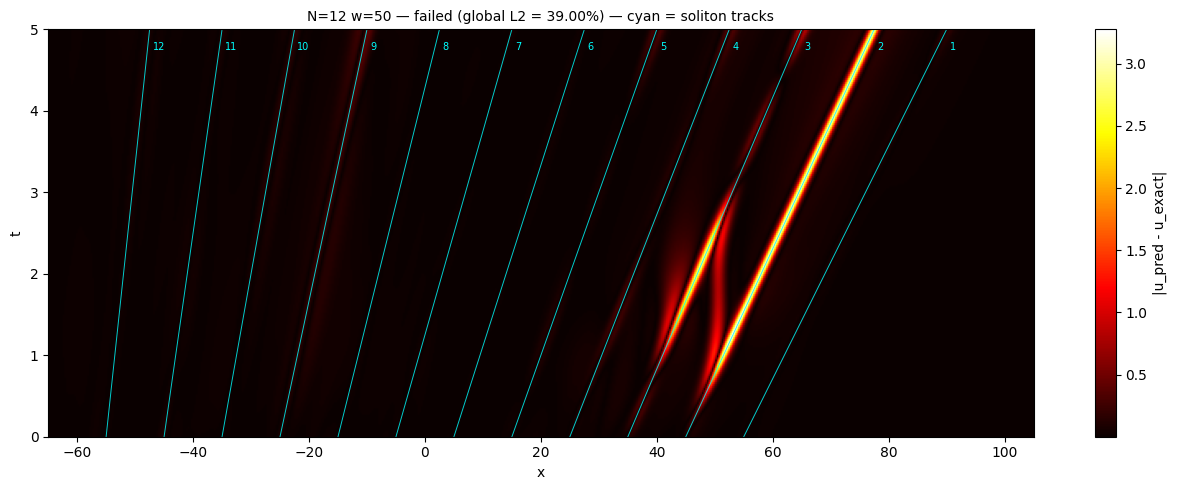 N=12 w=50 — failed (global L2 = 39.00%) — cyan = soliton tracks
5
4
3
2
1
0
t
12 11 10 9 8 7 6 5 4 3 2 1
−60 −40 −20 0 20 40 60 80 100
x
3.0
2.5
2.0
1.5
1.0
0.5
|u_pred - u_exact|